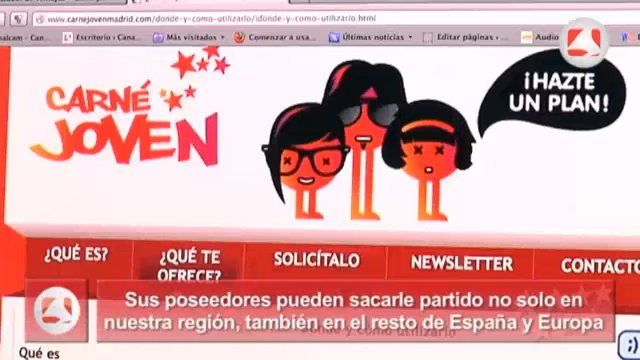 www.carnejovenmadrid.com/donde-y-como-utilizarlo/donde-y-como-utilizarlo.html
Escritorio ‹ Cana...
Más visitados
Comenzar a usa...
Últimas noticias
Editar páginas ‹ ...
Audio
CARNÉ
JOVEN
¡HAZTE
UN PLAN!
¿QUÉ ES?
¿QUÉ TE
OFRECE?
SOLICÍTALO
NEWSLETTER
CONTACTO
Sus poseedores pueden sacarle partido no solo en
nuestra región, también en el resto de España y Europa
Qué es